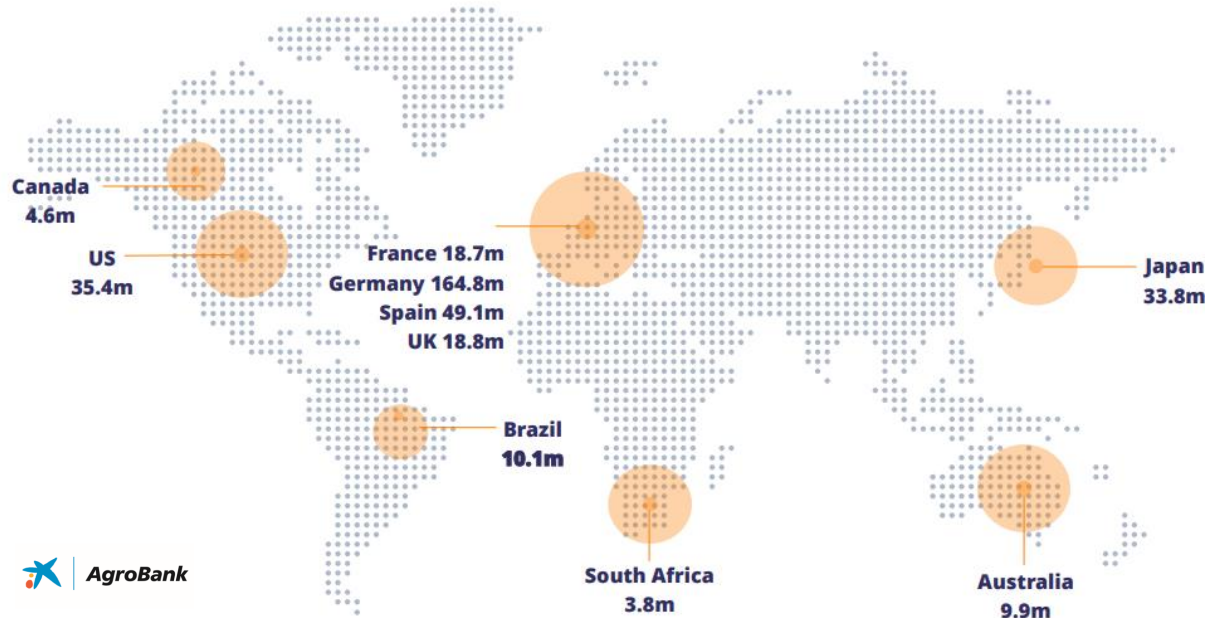 Canada
4.6m
US
35.4m
France 18.7m
Germany 164.8m
Spain 49.1m
UK 18.8m
Japan
33.8m
Brazil
10.1m
South Africa
3.8m
Australia
9.9m
AgroBank